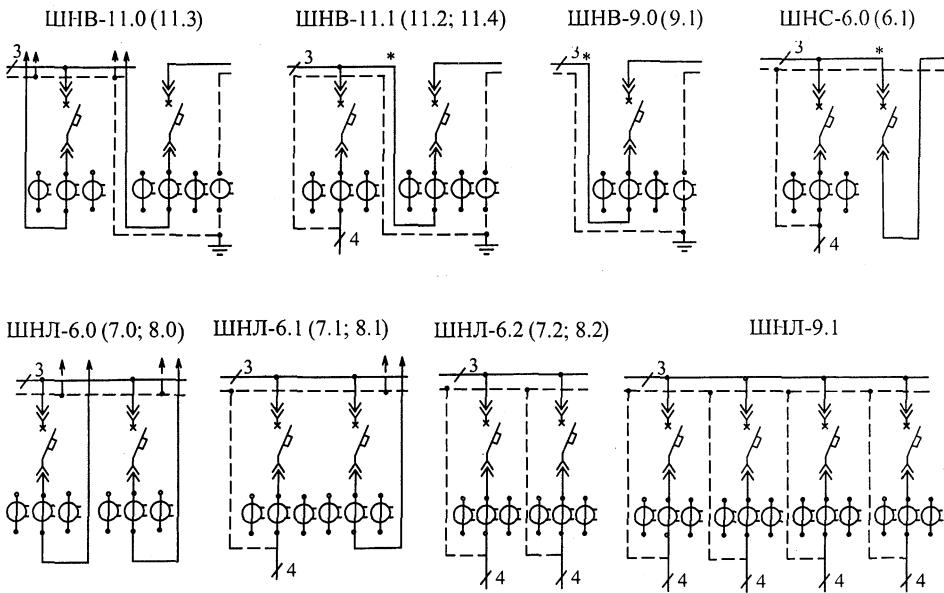 ШНВ-11.0 (11.3)
ШНВ-11.1 (11.2; 11.4)
ШНВ-9.0 (9.1)
ШНС-6.0 (6.1)
3
3
*
3
*
3
*
4
4
ШНЛ-6.0 (7.0; 8.0)
ШНЛ-6.1 (7.1; 8.1)
ШНЛ-6.2 (7.2; 8.2)
ШНЛ-9.1
3
3
3
3
4
4
4
4
4
4
4